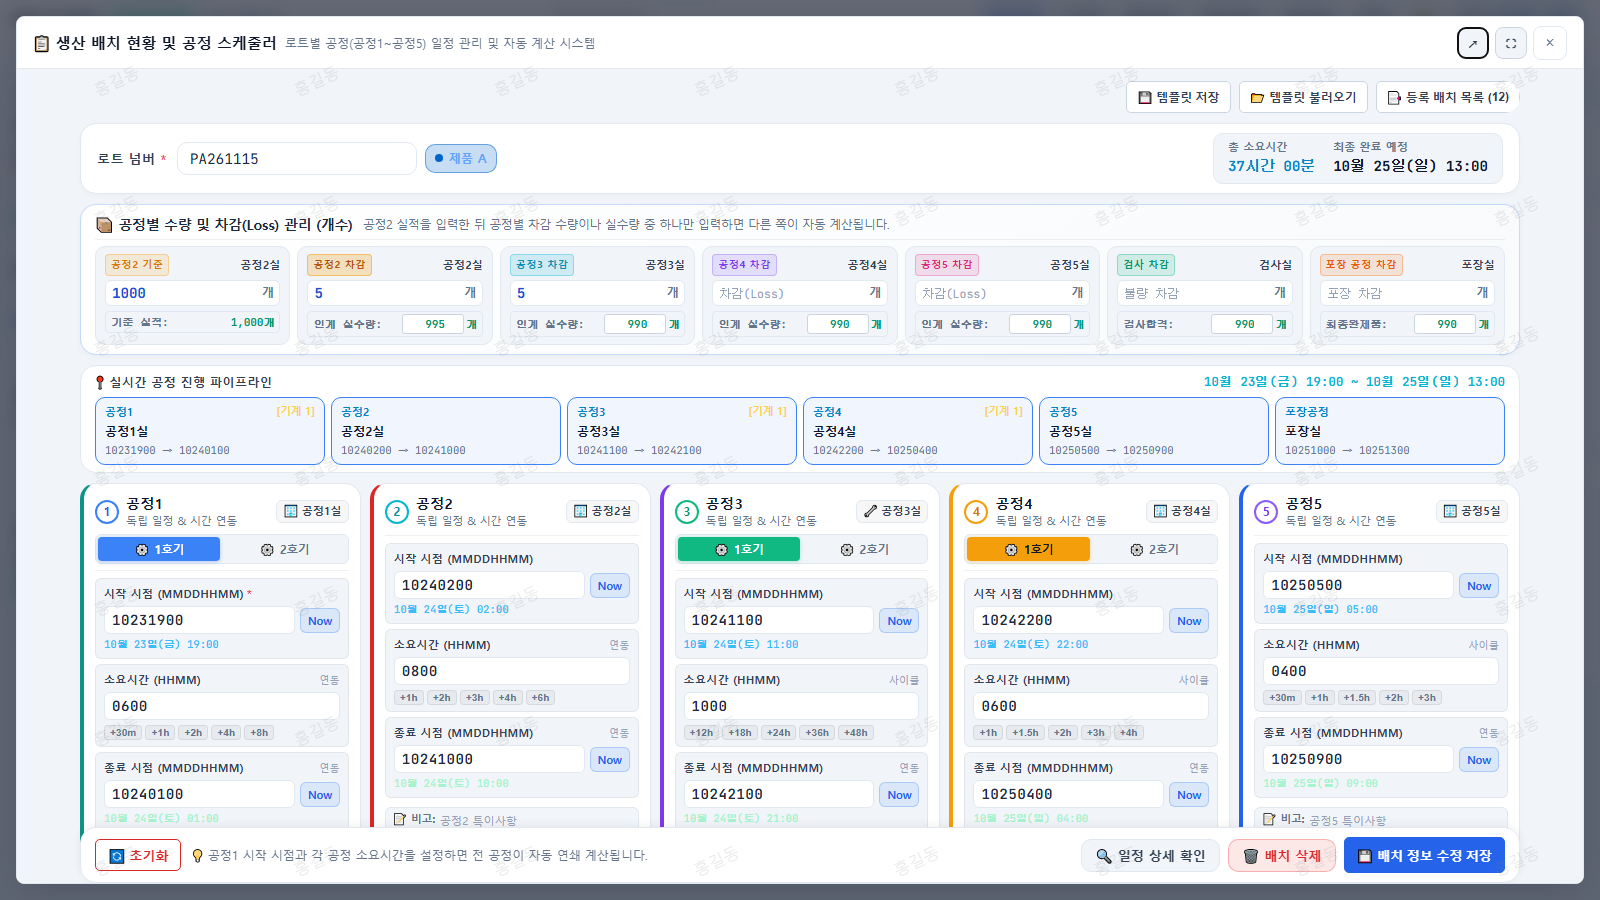 생산 배치 현황 및 공정 스케줄러 로트별 공정(공정1~공정5) 일정 관리 및 자동 계산 시스템
템플릿 저장 템플릿 불러오기 등록 배치 목록 (12)
로트 넘버 * PA261115 제품 A
총 소요시간 최종 완료 예정
37시간 00분 10월 25일(일) 13:00
공정별 수량 및 차감(Loss) 관리 (개수) 공정2 실적을 입력한 뒤 공정별 차감 수량이나 실수량 중 하나만 입력하면 다른 쪽이 자동 계산됩니다.
공정2 기준 공정2실 공정2 차감 공정2실 공정3 차감 공정3실 공정4 차감 공정4실 공정5 차감 공정5실 검사 차감 검사실 포장 공정 차감 포장실
1000 개 5 개 5 개 차감(Loss) 개 차감(Loss) 개 불량 차감 개 포장 차감 개
기준 실적: 1,000개 인계 실수량: 995 개 인계 실수량: 990 개 인계 실수량: 990 개 인계 실수량: 990 개 검사합격: 990 개 최종완제품: 990 개
실시간 공정 진행 파이프라인 10월 23일(금) 19:00 ~ 10월 25일(일) 13:00
공정1 [기계 1] 공정2 공정3 [기계 1] 공정4 [기계 1] 공정5 포장공정
공정1실 공정2실 공정3실 공정4실 공정5실 포장실
10231900 → 10240100 10240200 → 10241000 10241100 → 10242100 10242200 → 10250400 10250500 → 10250900 10251000 → 10251300
1 공정1 독립 일정 & 시간 연동 공정1실
1호기 2호기
시작 시점 (MMDDHHMM) *
10231900 Now
10월 23일(금) 19:00
소요시간 (HHMM) 연동
0600
+30m +1h +2h +4h +8h
종료 시점 (MMDDHHMM) 연동
10240100 Now
10월 24일(토) 01:00
2 공정2 독립 일정 & 시간 연동 공정2실
시작 시점 (MMDDHHMM)
10240200 Now
10월 24일(토) 02:00
소요시간 (HHMM) 연동
0800
+1h +2h +3h +4h +6h
종료 시점 (MMDDHHMM) 연동
10241000 Now
10월 24일(토) 10:00
비고: 공정2 특이사항
3 공정3 독립 일정 & 시간 연동 공정3실
1호기 2호기
시작 시점 (MMDDHHMM)
10241100 Now
10월 24일(토) 11:00
소요시간 (HHMM) 사이클
1000
+12h +18h +24h +36h +48h
종료 시점 (MMDDHHMM) 연동
10242100 Now
10월 24일(토) 21:00
4 공정4 독립 일정 & 시간 연동 공정4실
1호기 2호기
시작 시점 (MMDDHHMM)
10242200 Now
10월 24일(토) 22:00
소요시간 (HHMM) 사이클
0600
+1h +1.5h +2h +3h +4h
종료 시점 (MMDDHHMM) 연동
10250400 Now
10월 25일(일) 04:00
5 공정5 독립 일정 & 시간 연동 공정5실
시작 시점 (MMDDHHMM)
10250500 Now
10월 25일(일) 05:00
소요시간 (HHMM) 사이클
0400
+30m +1h +1.5h +2h +3h
종료 시점 (MMDDHHMM) 연동
10250900 Now
10월 25일(일) 09:00
비고: 공정5 특이사항
초기화 공정1 시작 시점과 각 공정 소요시간을 설정하면 전 공정이 자동 연쇄 계산됩니다.
일정 상세 확인 배치 삭제 배치 정보 수정 저장
홍길동